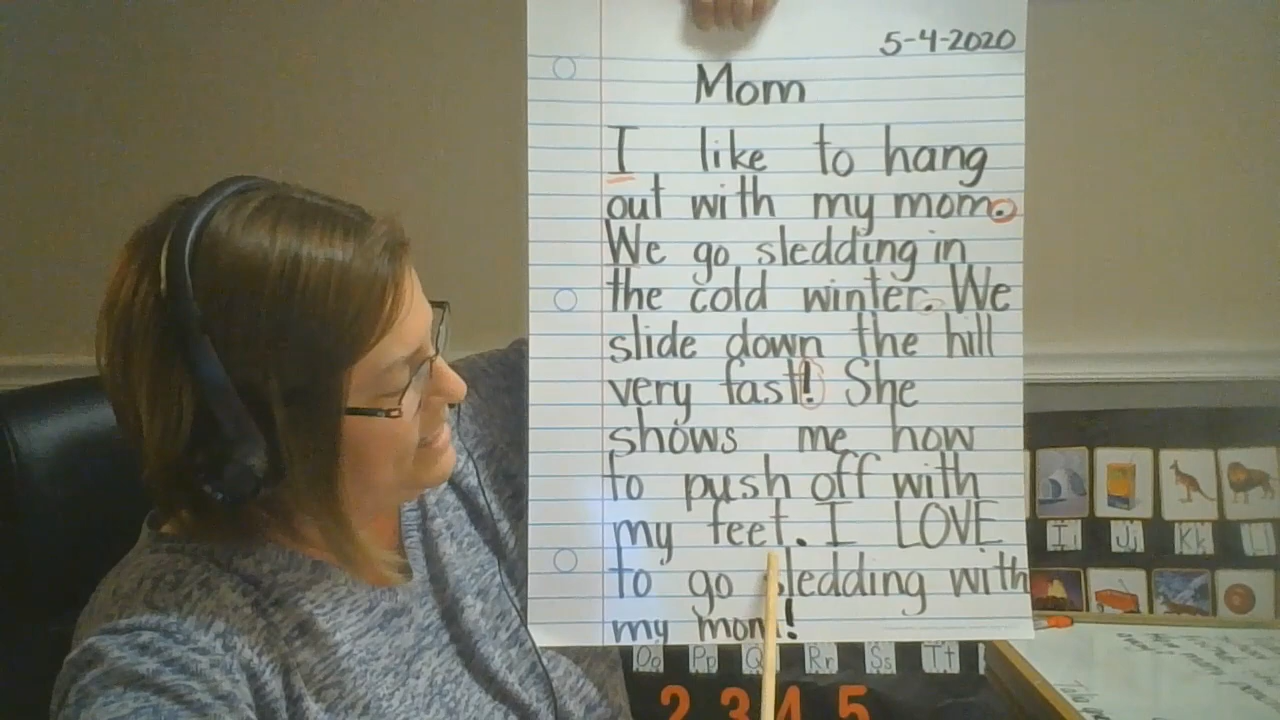 5-4-2020
Mom
I like to hang
out with my mom.
We go sledding in
the cold winter. We
slide down the hill
very fast! She
shows me how
to push off with
my feet. I LOVE
to go sledding with
my mom!
Ii Jj Kk Ll
Oo Pp Qq Rr Ss Tt
2 3 4 5